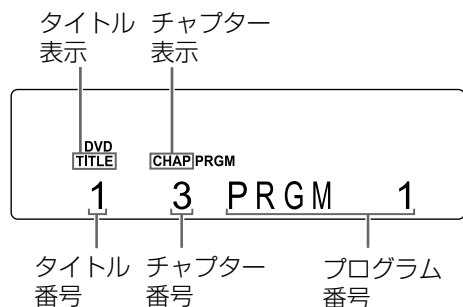 タイトル チャプター
表示 表示
DVD
TITLE CHAP PRGM
1 3 PRGM 1
タイトル チャプター プログラム
番号 番号 番号